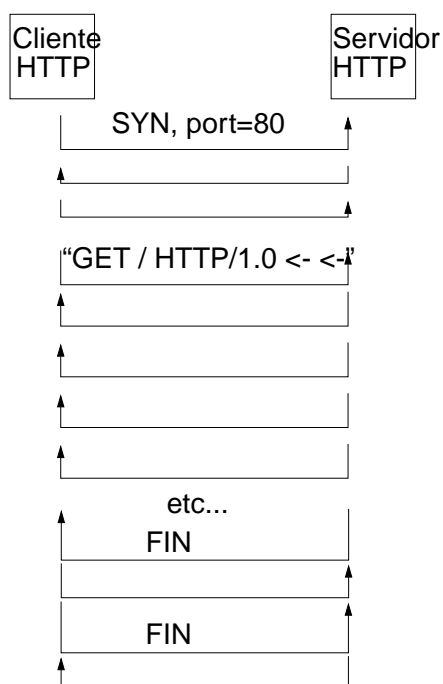 Cliente
HTTP
Servidor
HTTP
SYN, port=80
“GET / HTTP/1.0 <- <-”
etc...
FIN
FIN